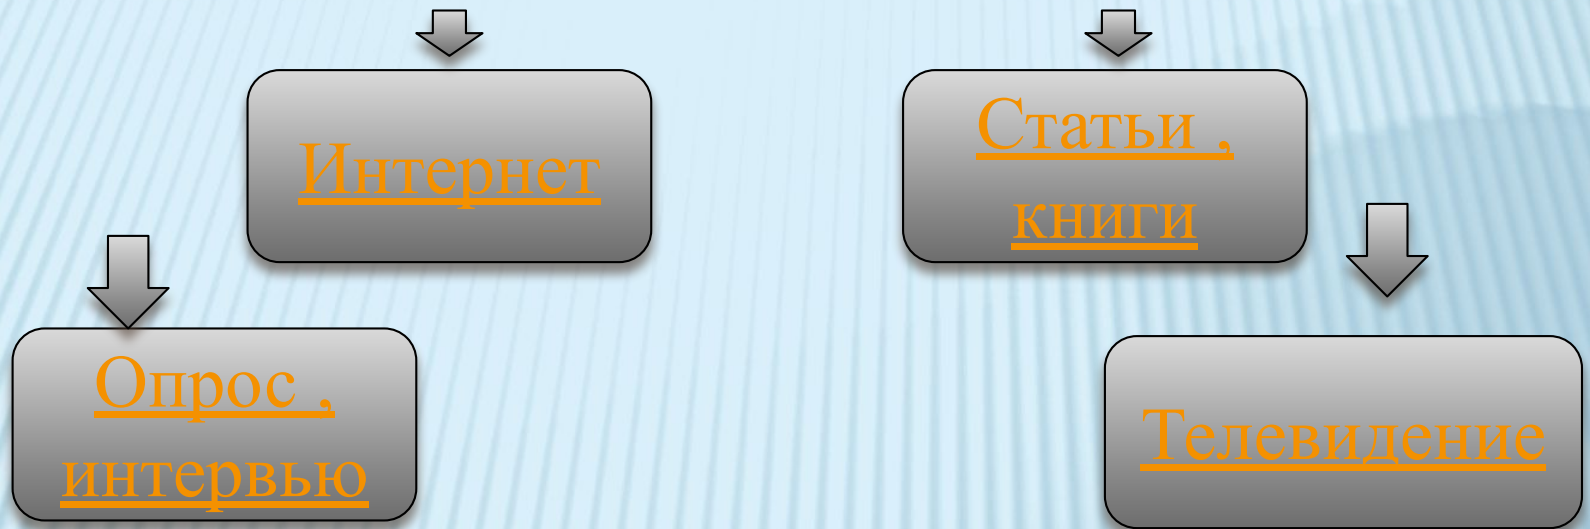 Интернет
Статьи ,
книги
Опрос ,
интервью
Телевидение